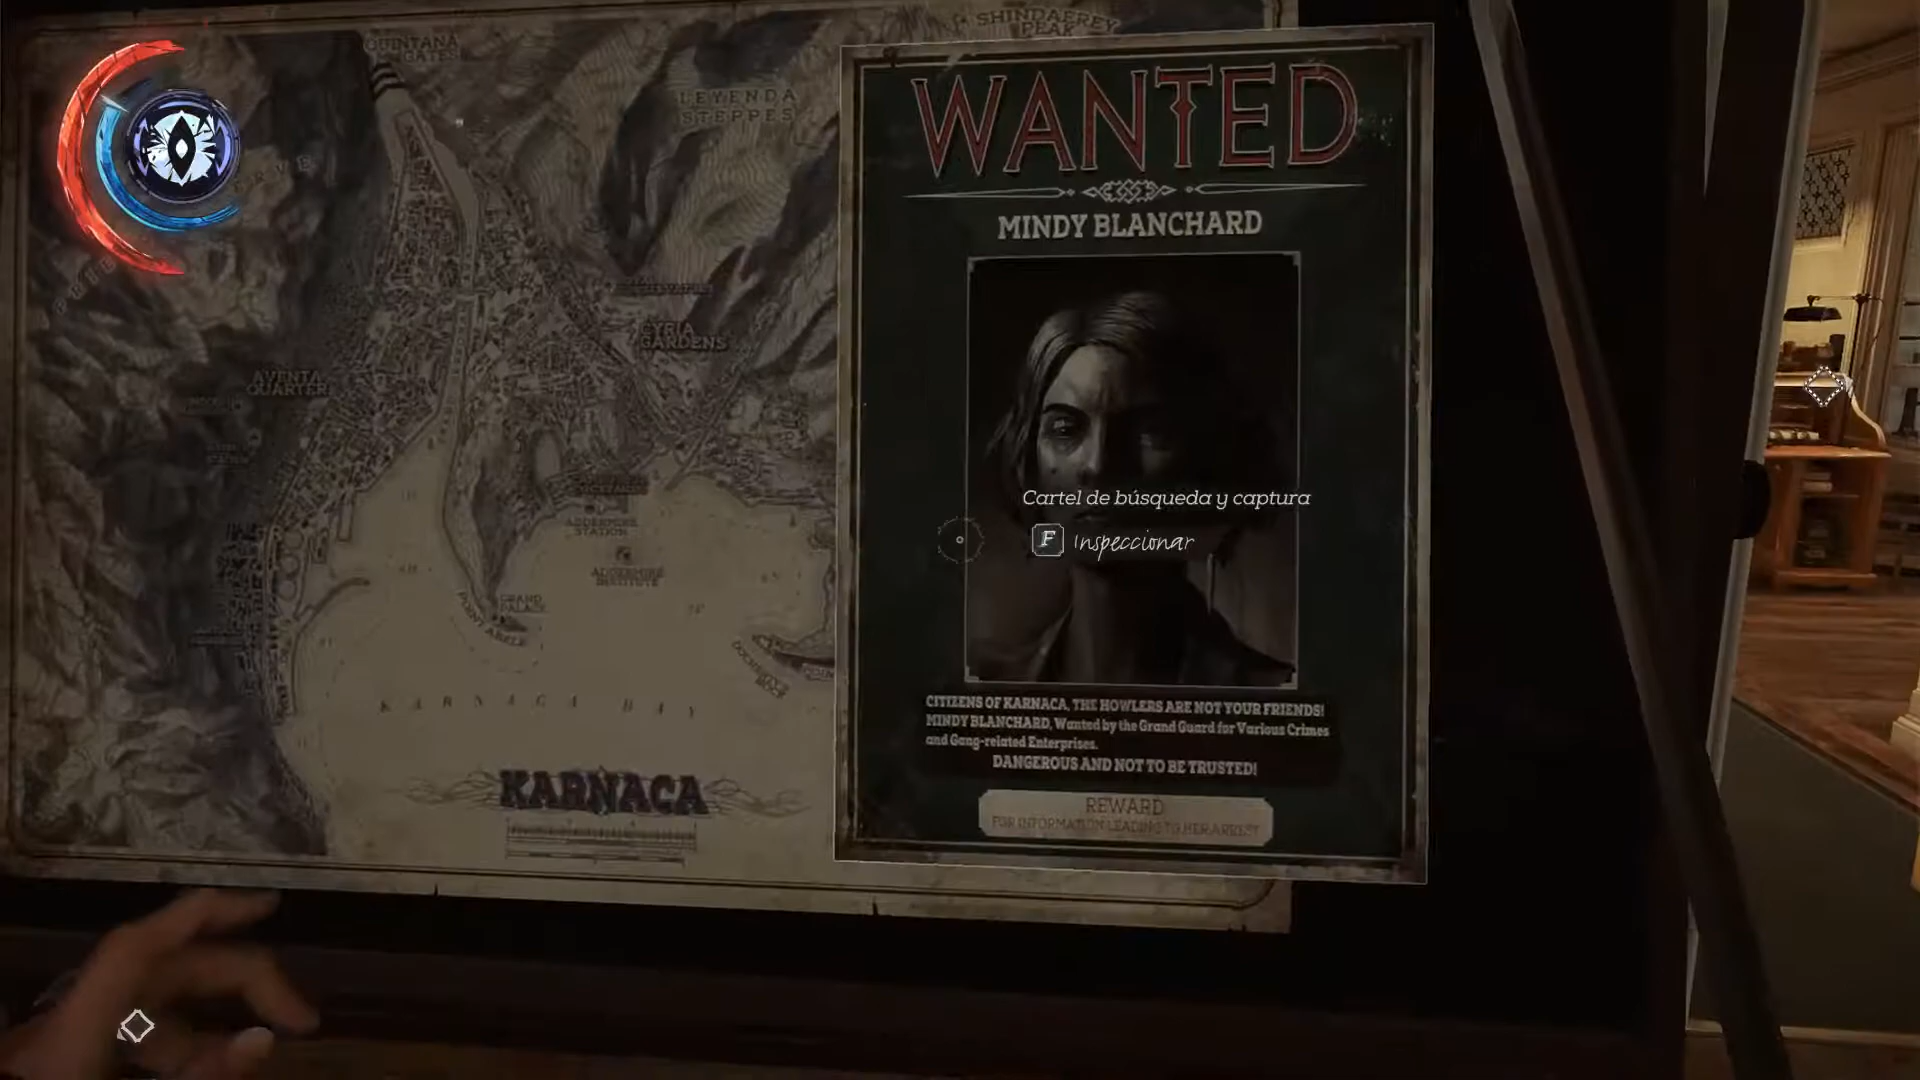 QUINTANA
GATES
SHINDAEREY
PEAK
LEYENDA
STEPPES
CYRIA
GARDENS
AVENTA
QUARTER
ADDERMIRE
STATION
ADDERMIRE
INSTITUTE
GRAND
PALACE
POINT ABELE
KARNACA BAY
KARNACA
WANTED
MINDY BLANCHARD
Cartel de búsqueda y captura
F Inspeccionar
CITIZENS OF KARNACA, THE HOWLERS ARE NOT YOUR FRIENDS!
MINDY BLANCHARD, Wanted by the Grand Guard for Various Crimes
and Gang-related Enterprises.
DANGEROUS AND NOT TO BE TRUSTED!
REWARD
FOR INFORMATION LEADING TO HER ARREST